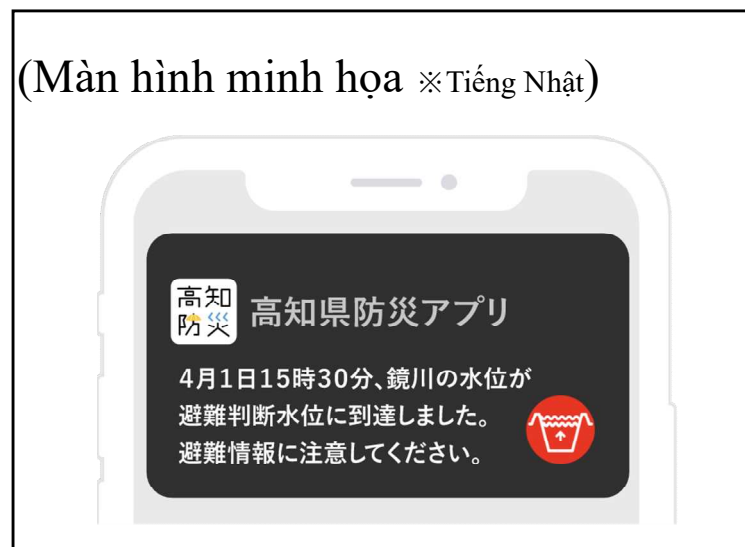 (Màn hình minh họa ※Tiếng Nhật)
高知
防災
高知県防災アプリ
4月1日15時30分、鏡川の水位が
避難判断水位に到達しました。
避難情報に注意してください。